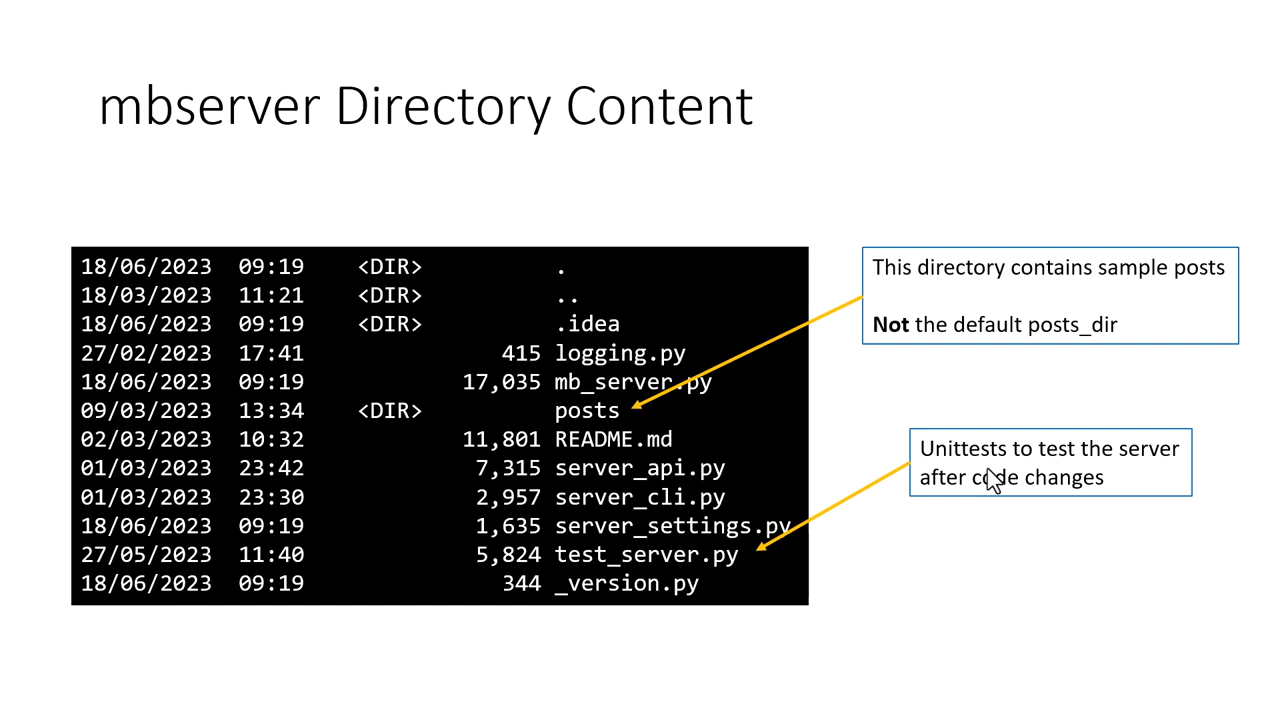 mbserver Directory Content
18/06/2023 09:19 <DIR> .
18/03/2023 11:21 <DIR> ..
18/06/2023 09:19 <DIR> .idea
27/02/2023 17:41 415 logging.py
18/06/2023 09:19 17,035 mb_server.py
09/03/2023 13:34 <DIR> posts
02/03/2023 10:32 11,801 README.md
01/03/2023 23:42 7,315 server_api.py
01/03/2023 23:30 2,957 server_cli.py
18/06/2023 09:19 1,635 server_settings.py
27/05/2023 11:40 5,824 test_server.py
18/06/2023 09:19 344 _version.py
This directory contains sample posts
Not the default posts_dir
Unittests to test the server
after code changes